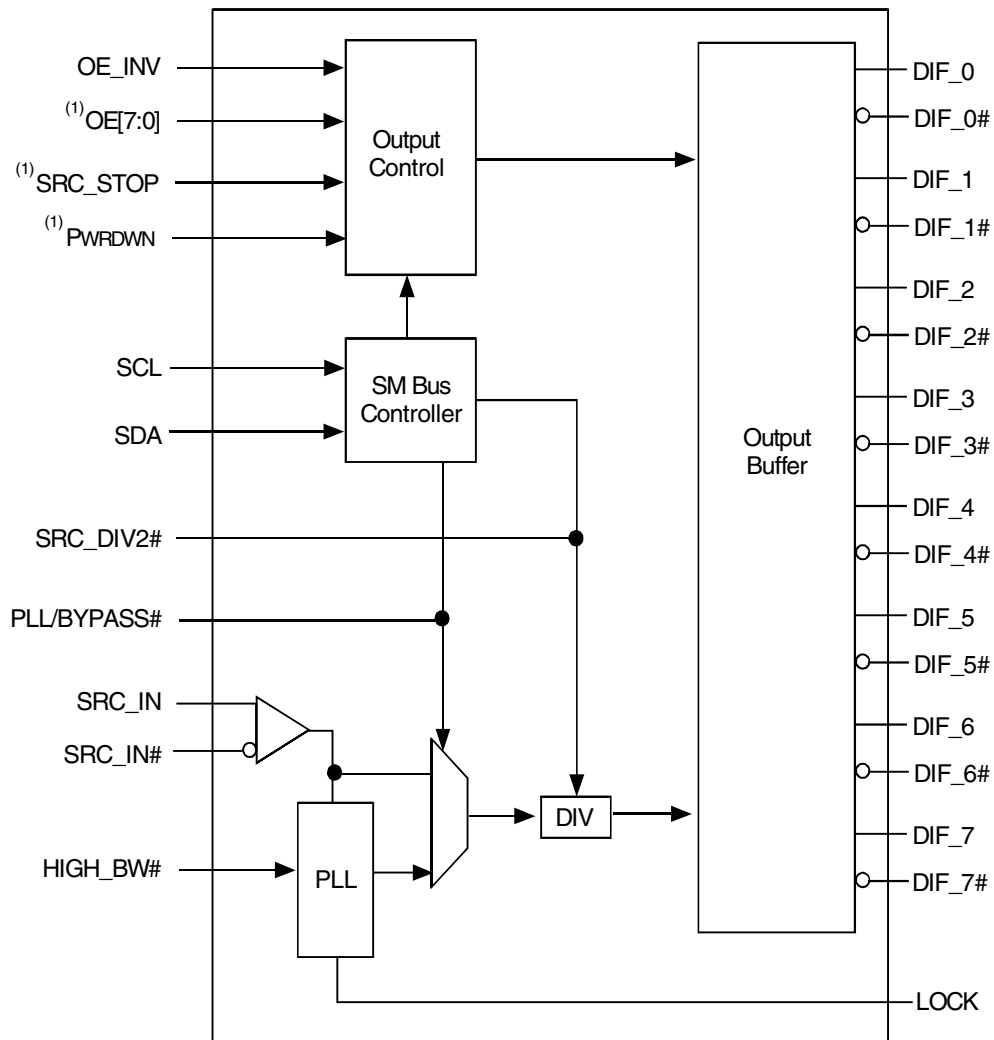 OE_INV
(1)OE[7:0]
(1)SRC_STOP
(1)PWRDWN
SCL
SDA
SRC_DIV2#
PLL/BYPASS#
SRC_IN
SRC_IN#
HIGH_BW#
Output
Control
SM Bus
Controller
PLL
DIV
Output
Buffer
DIF_0
DIF_0#
DIF_1
DIF_1#
DIF_2
DIF_2#
DIF_3
DIF_3#
DIF_4
DIF_4#
DIF_5
DIF_5#
DIF_6
DIF_6#
DIF_7
DIF_7#
LOCK